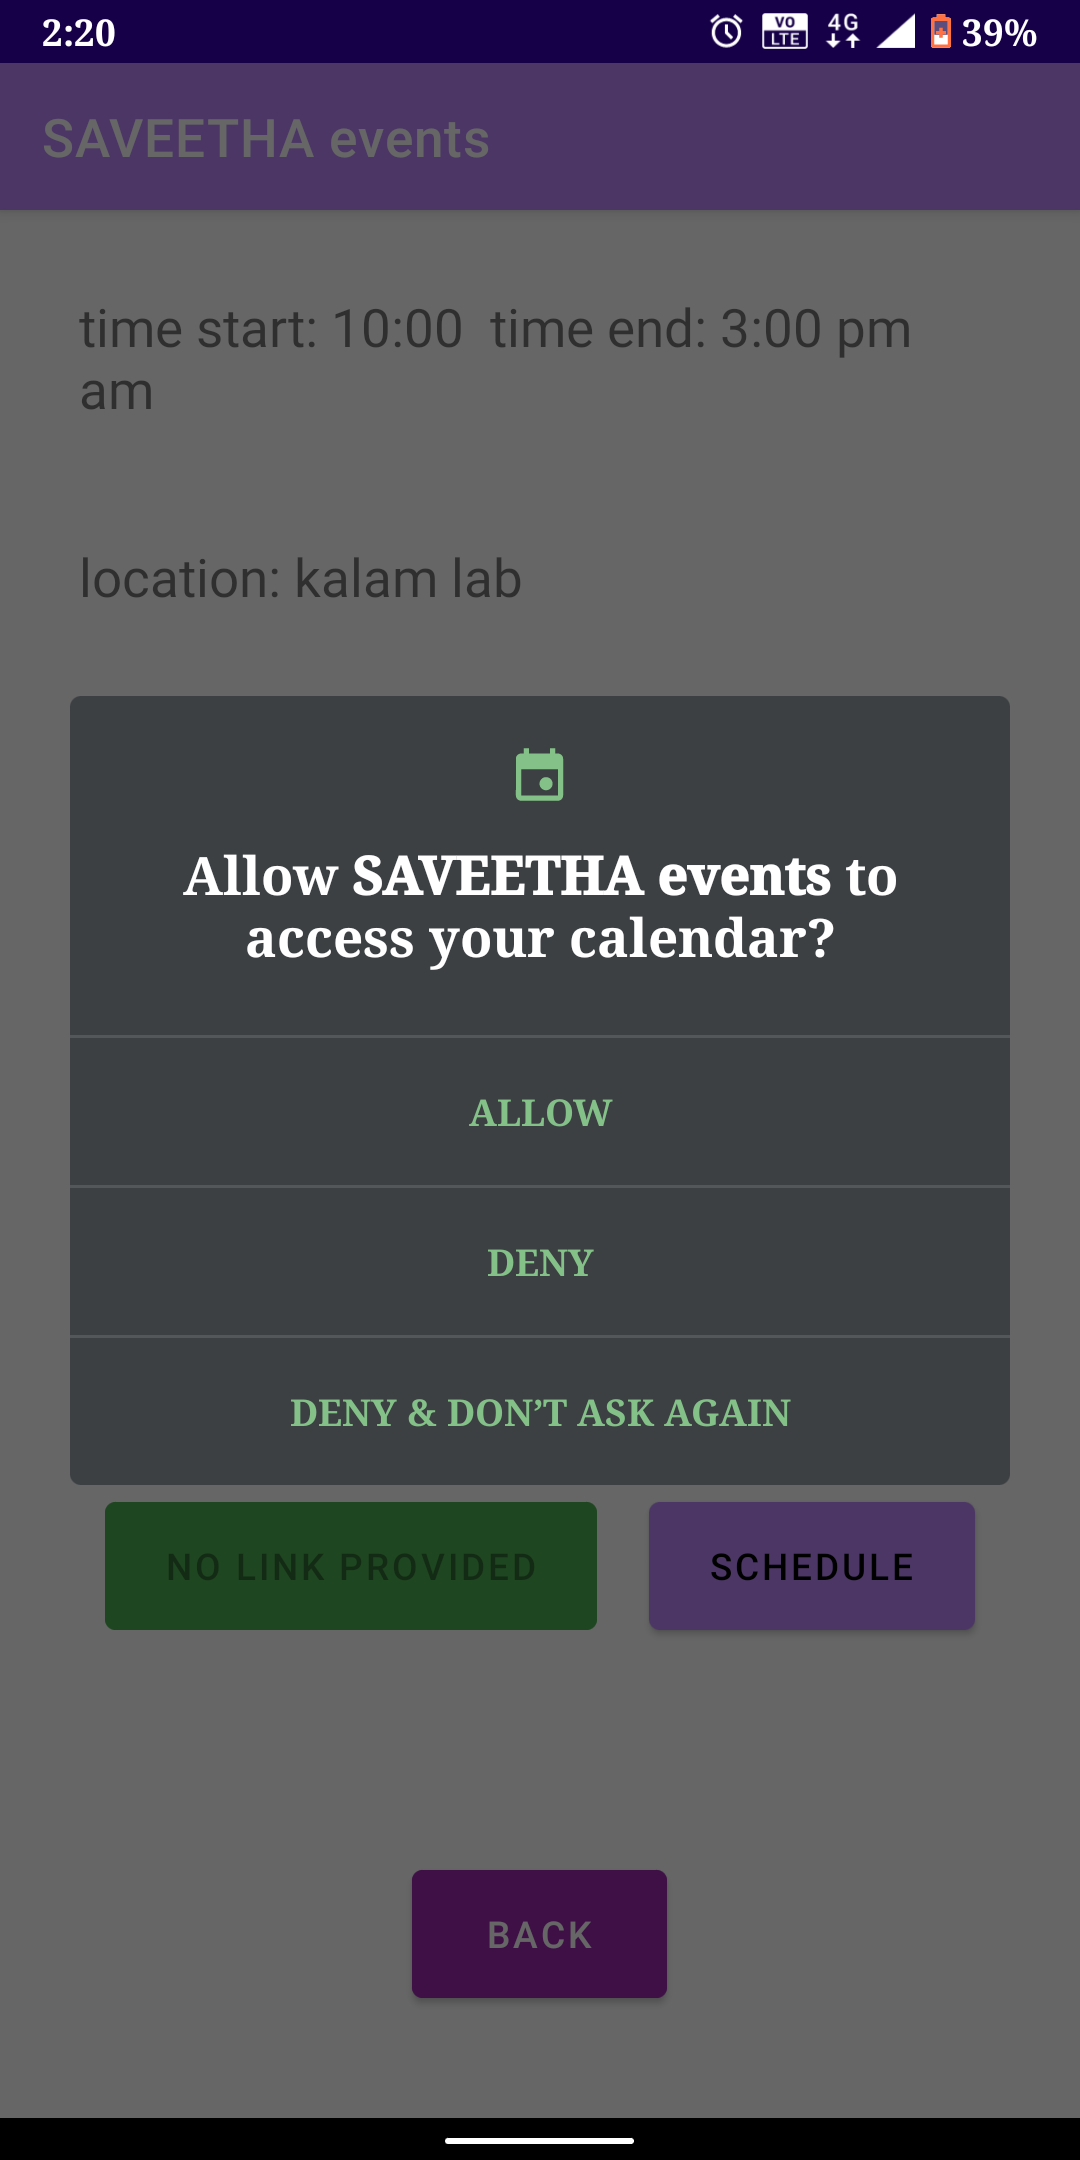 2:20 VO LTE 4G 39%
SAVEETHA events
time start: 10:00 time end: 3:00 pm
am
location: kalam lab
Allow SAVEETHA events to
access your calendar?
ALLOW
DENY
DENY & DON’T ASK AGAIN
NO LINK PROVIDED SCHEDULE
BACK